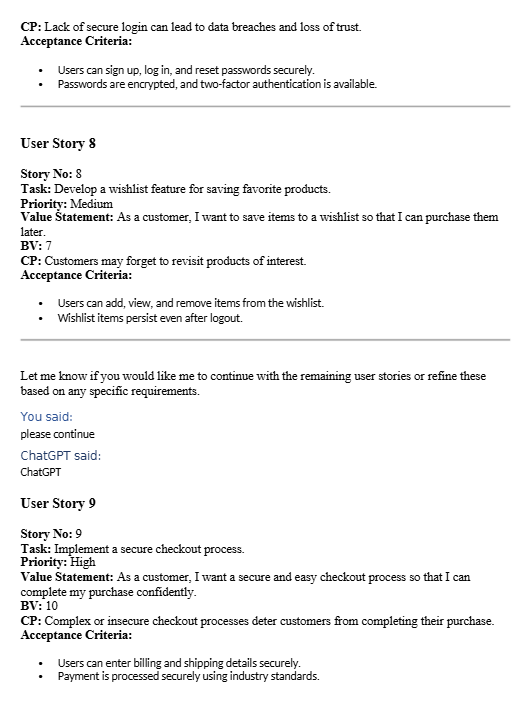 CP: Lack of secure login can lead to data breaches and loss of trust.
Acceptance Criteria:
• Users can sign up, log in, and reset passwords securely.
• Passwords are encrypted, and two-factor authentication is available.
User Story 8
Story No: 8
Task: Develop a wishlist feature for saving favorite products.
Priority: Medium
Value Statement: As a customer, I want to save items to a wishlist so that I can purchase them
later.
BV: 7
CP: Customers may forget to revisit products of interest.
Acceptance Criteria:
• Users can add, view, and remove items from the wishlist.
• Wishlist items persist even after logout.
Let me know if you would like me to continue with the remaining user stories or refine these
based on any specific requirements.
You said:
please continue
ChatGPT said:
ChatGPT
User Story 9
Story No: 9
Task: Implement a secure checkout process.
Priority: High
Value Statement: As a customer, I want a secure and easy checkout process so that I can
complete my purchase confidently.
BV: 10
CP: Complex or insecure checkout processes deter customers from completing their purchase.
Acceptance Criteria:
• Users can enter billing and shipping details securely.
• Payment is processed securely using industry standards.